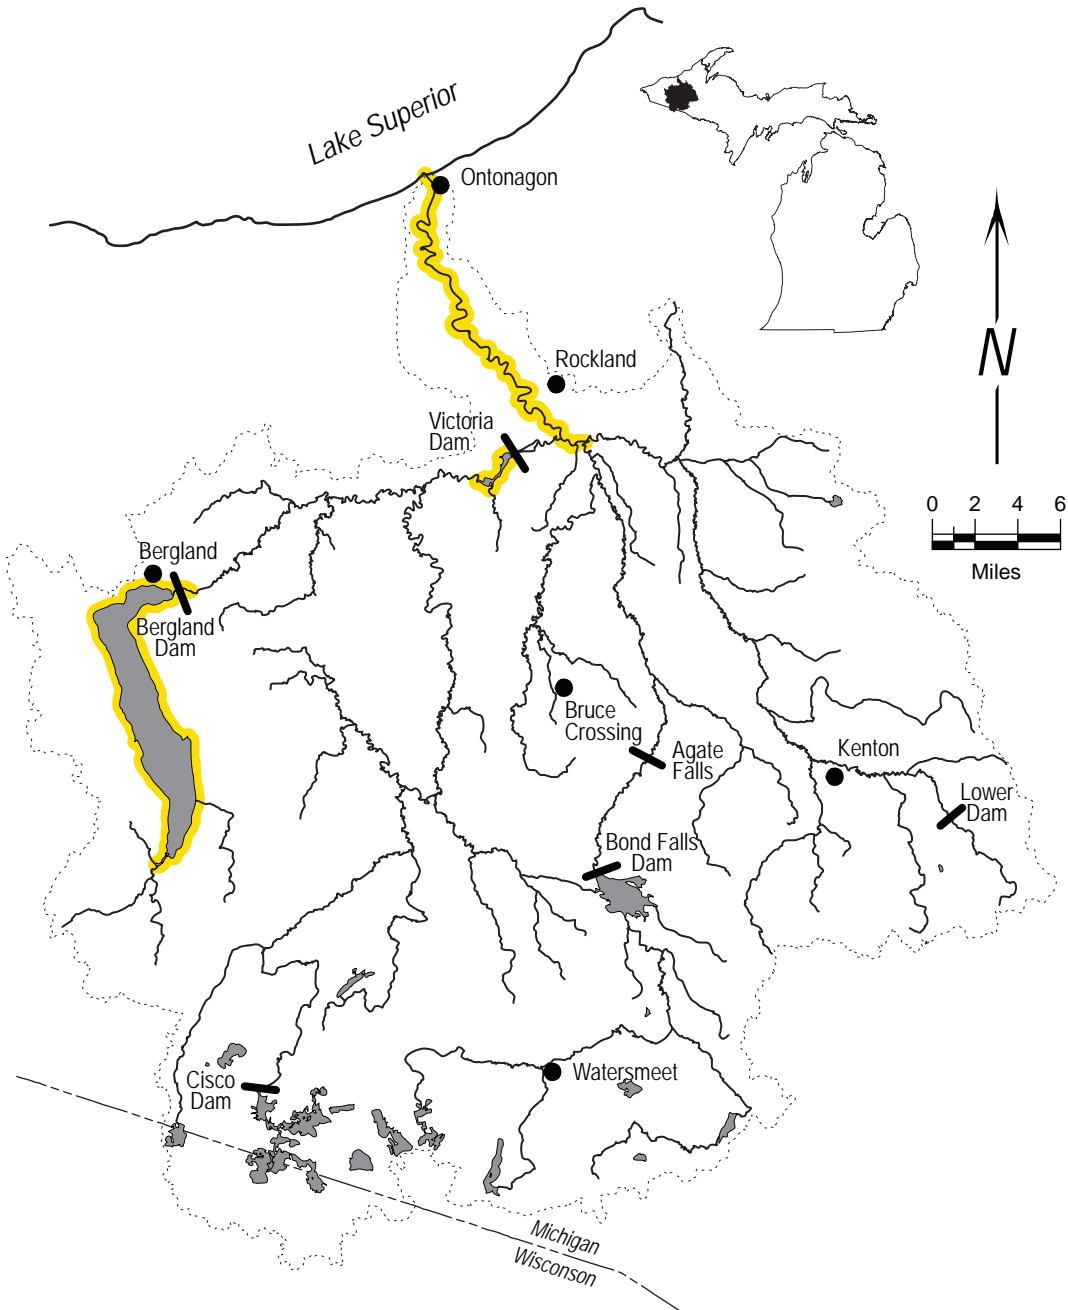 Lake Superior
Ontonagon
Rockland
Victoria
Dam
N
0 2 4 6
Miles
Bergland
Bergland
Dam
Bruce
Crossing
Agate
Falls
Kenton
Lower
Dam
Bond Falls
Dam
Cisco
Dam
Watersmeet
Michigan
Wisconson